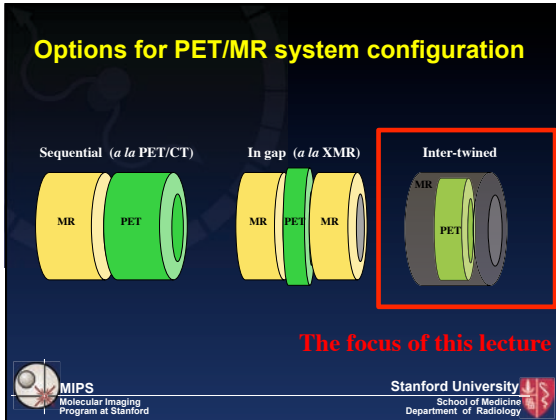 Options for PET/MR system configuration
Sequential (a la PET/CT)
In gap (a la XMR)
Inter-twined
MR
PET
MR
PET
MR
MR
PET
The focus of this lecture
MIPS
Molecular Imaging
Program at Stanford
Stanford University
School of Medicine
Department of Radiology